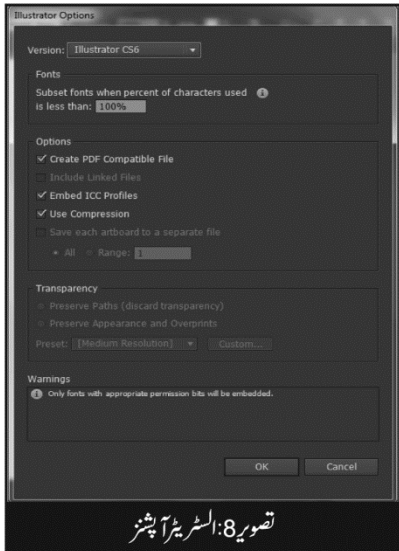 Illustrator Options
Version: Illustrator CS6
Fonts
Subset fonts when percent of characters used
is less than: 100%
Options
Create PDF Compatible File
Include Linked Files
Embed ICC Profiles
Use Compression
Save each artboard to a separate file
All Range: 1
Transparency
Preserve Paths (discard transparency)
Preserve Appearance and Overprints
Preset: [Medium Resolution] Custom...
Warnings
Only fonts with appropriate permission bits will be embedded.
OK Cancel
تصویر8:السٹریٹرآپشنز